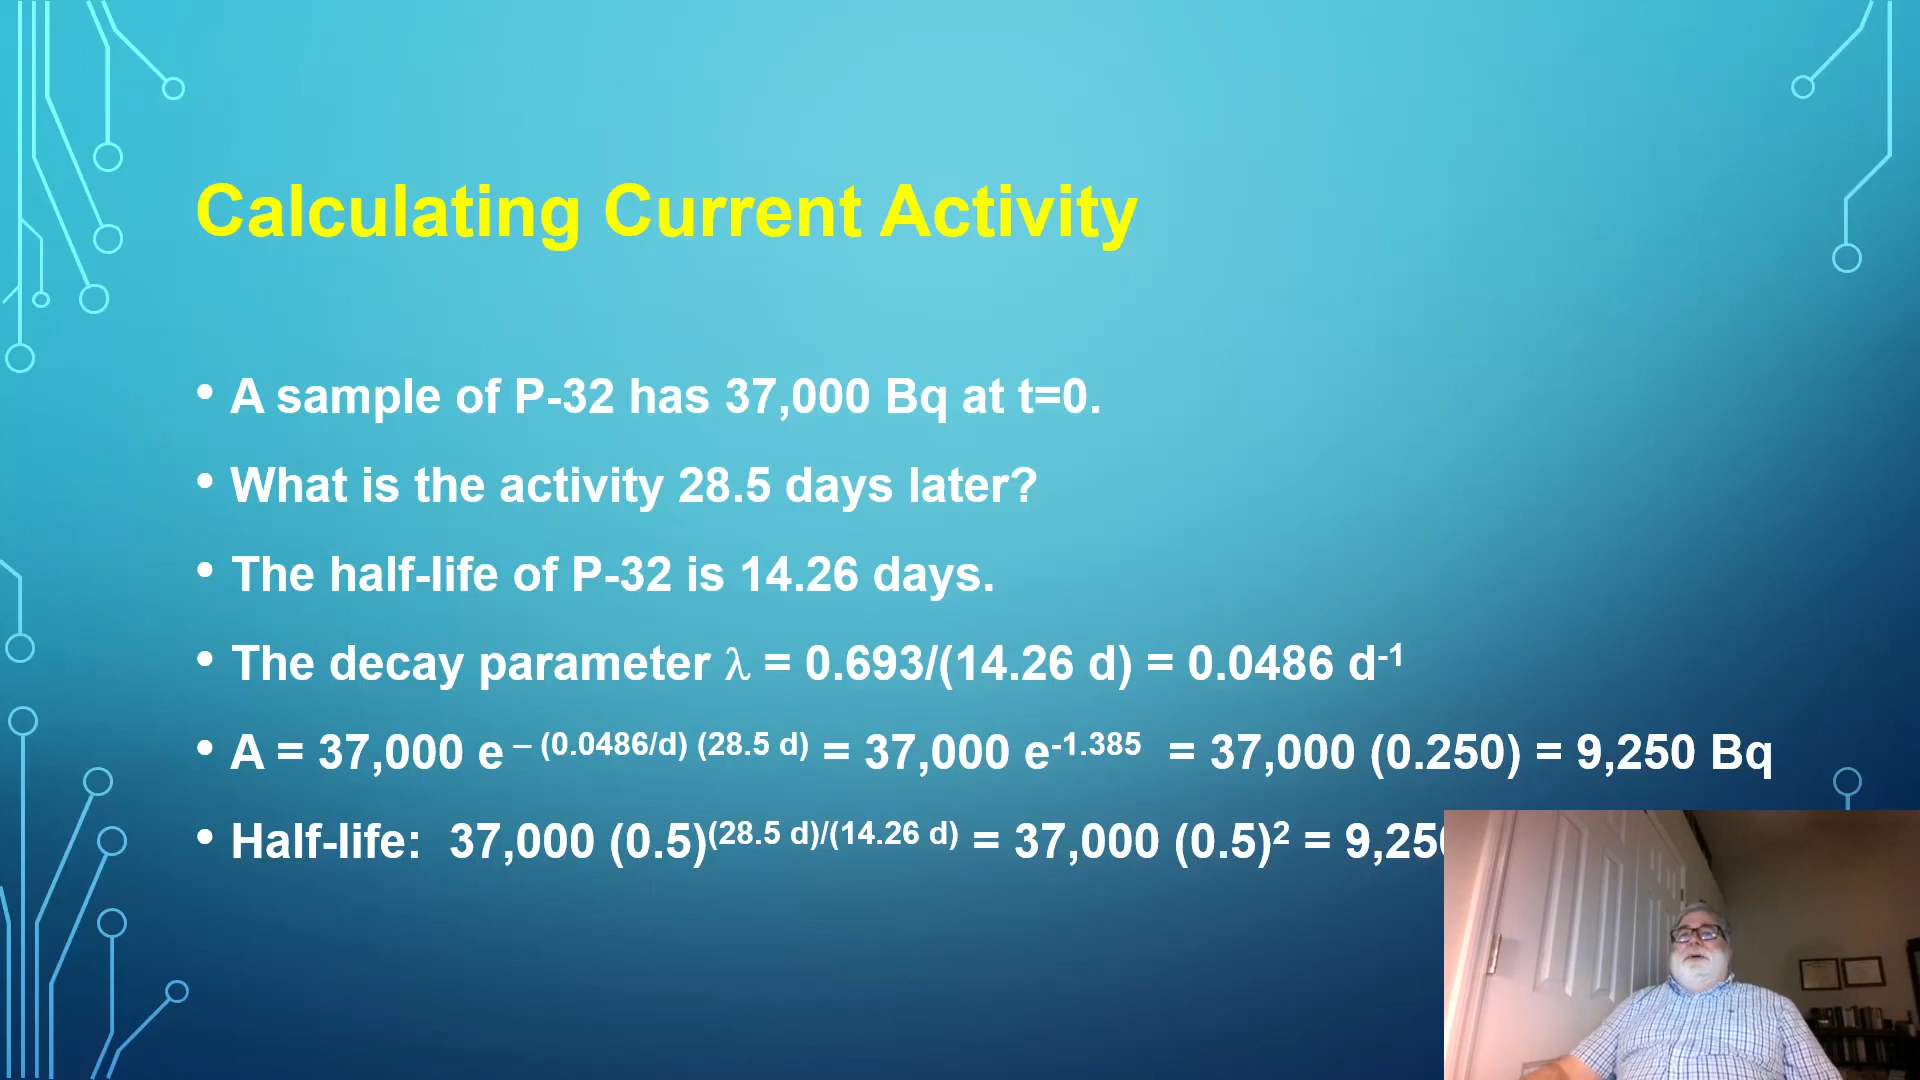 Calculating Current Activity
• A sample of P-32 has 37,000 Bq at t=0.
• What is the activity 28.5 days later?
• The half-life of P-32 is 14.26 days.
• The decay parameter λ = 0.693/(14.26 d) = 0.0486 d⁻¹
• A = 37,000 e – (0.0486/d) (28.5 d) = 37,000 e-1.385 = 37,000 (0.250) = 9,250 Bq
• Half-life: 37,000 (0.5)(28.5 d)/(14.26 d) = 37,000 (0.5)² =